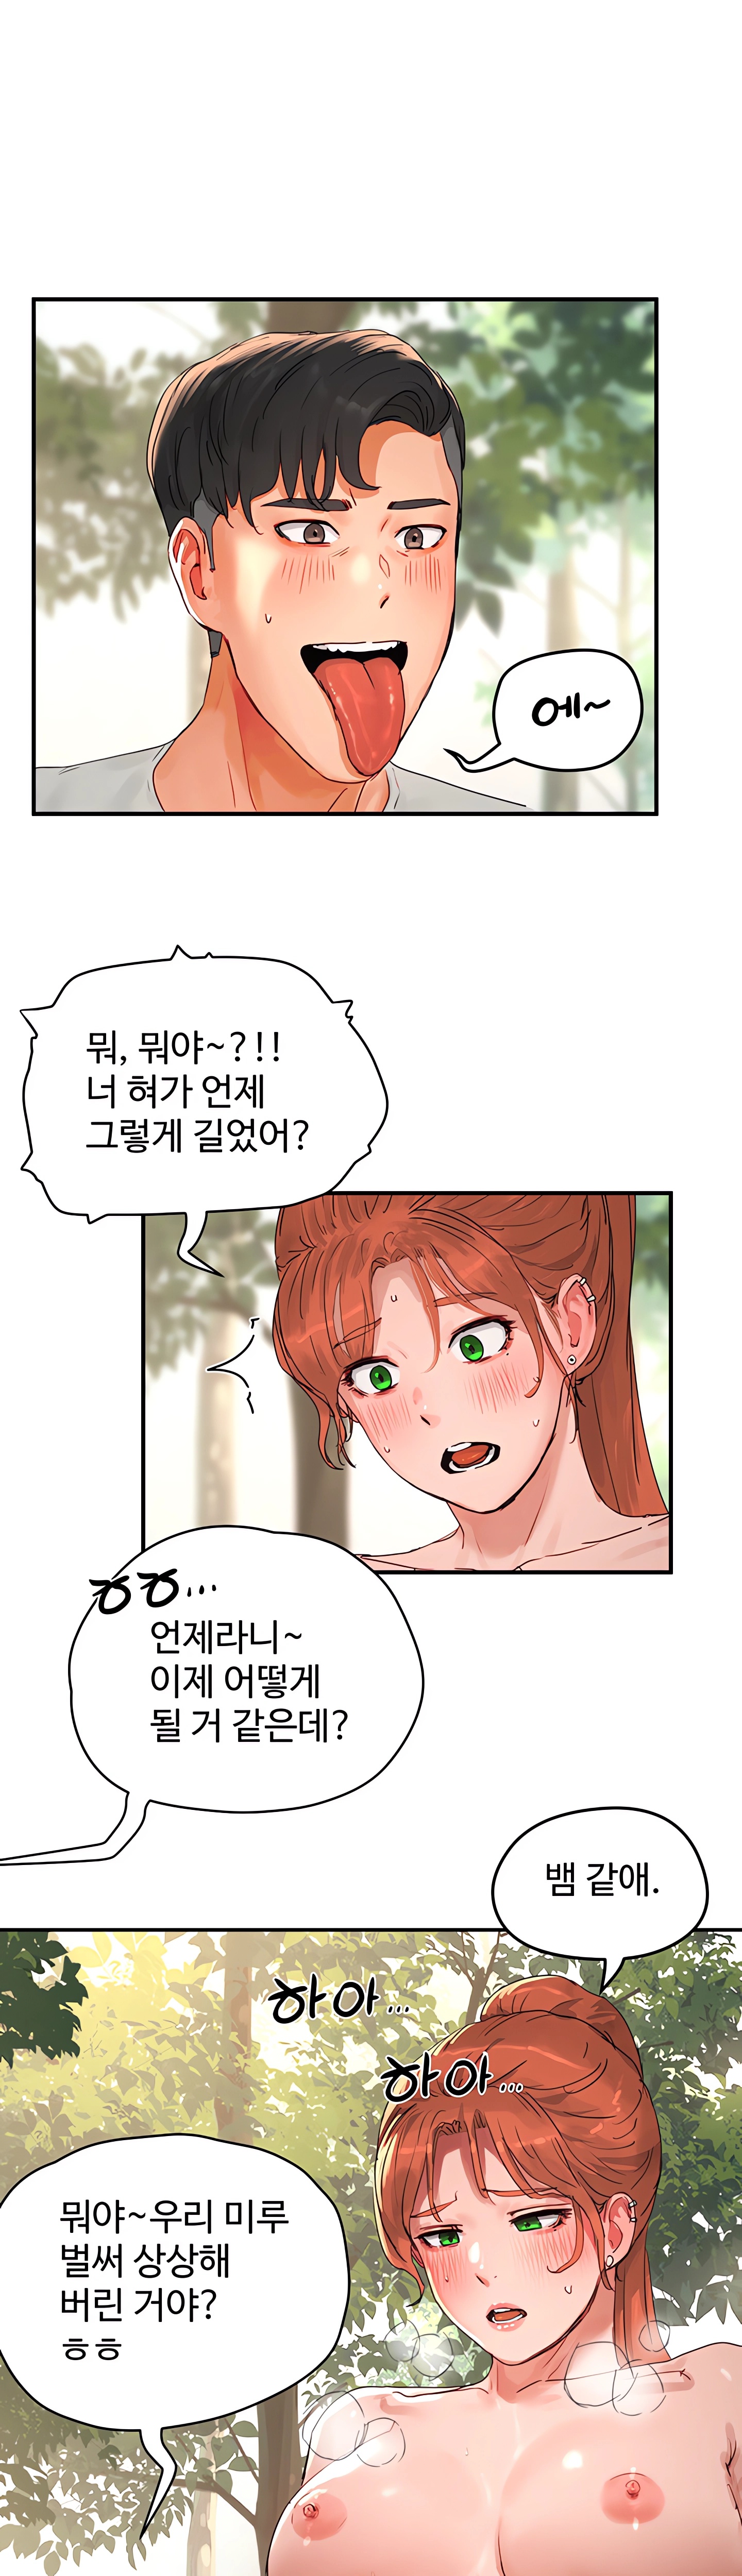 에~
뭐, 뭐야~?!!
너 혀가 언제
그렇게 길었어?
ㅎㅎ...
언제라니~
이제 어떻게
될 거 같은데?
뱀 같애.
하아...
하아...
뭐야~우리 미루
벌써 상상해
버린 거야?
ㅎㅎ